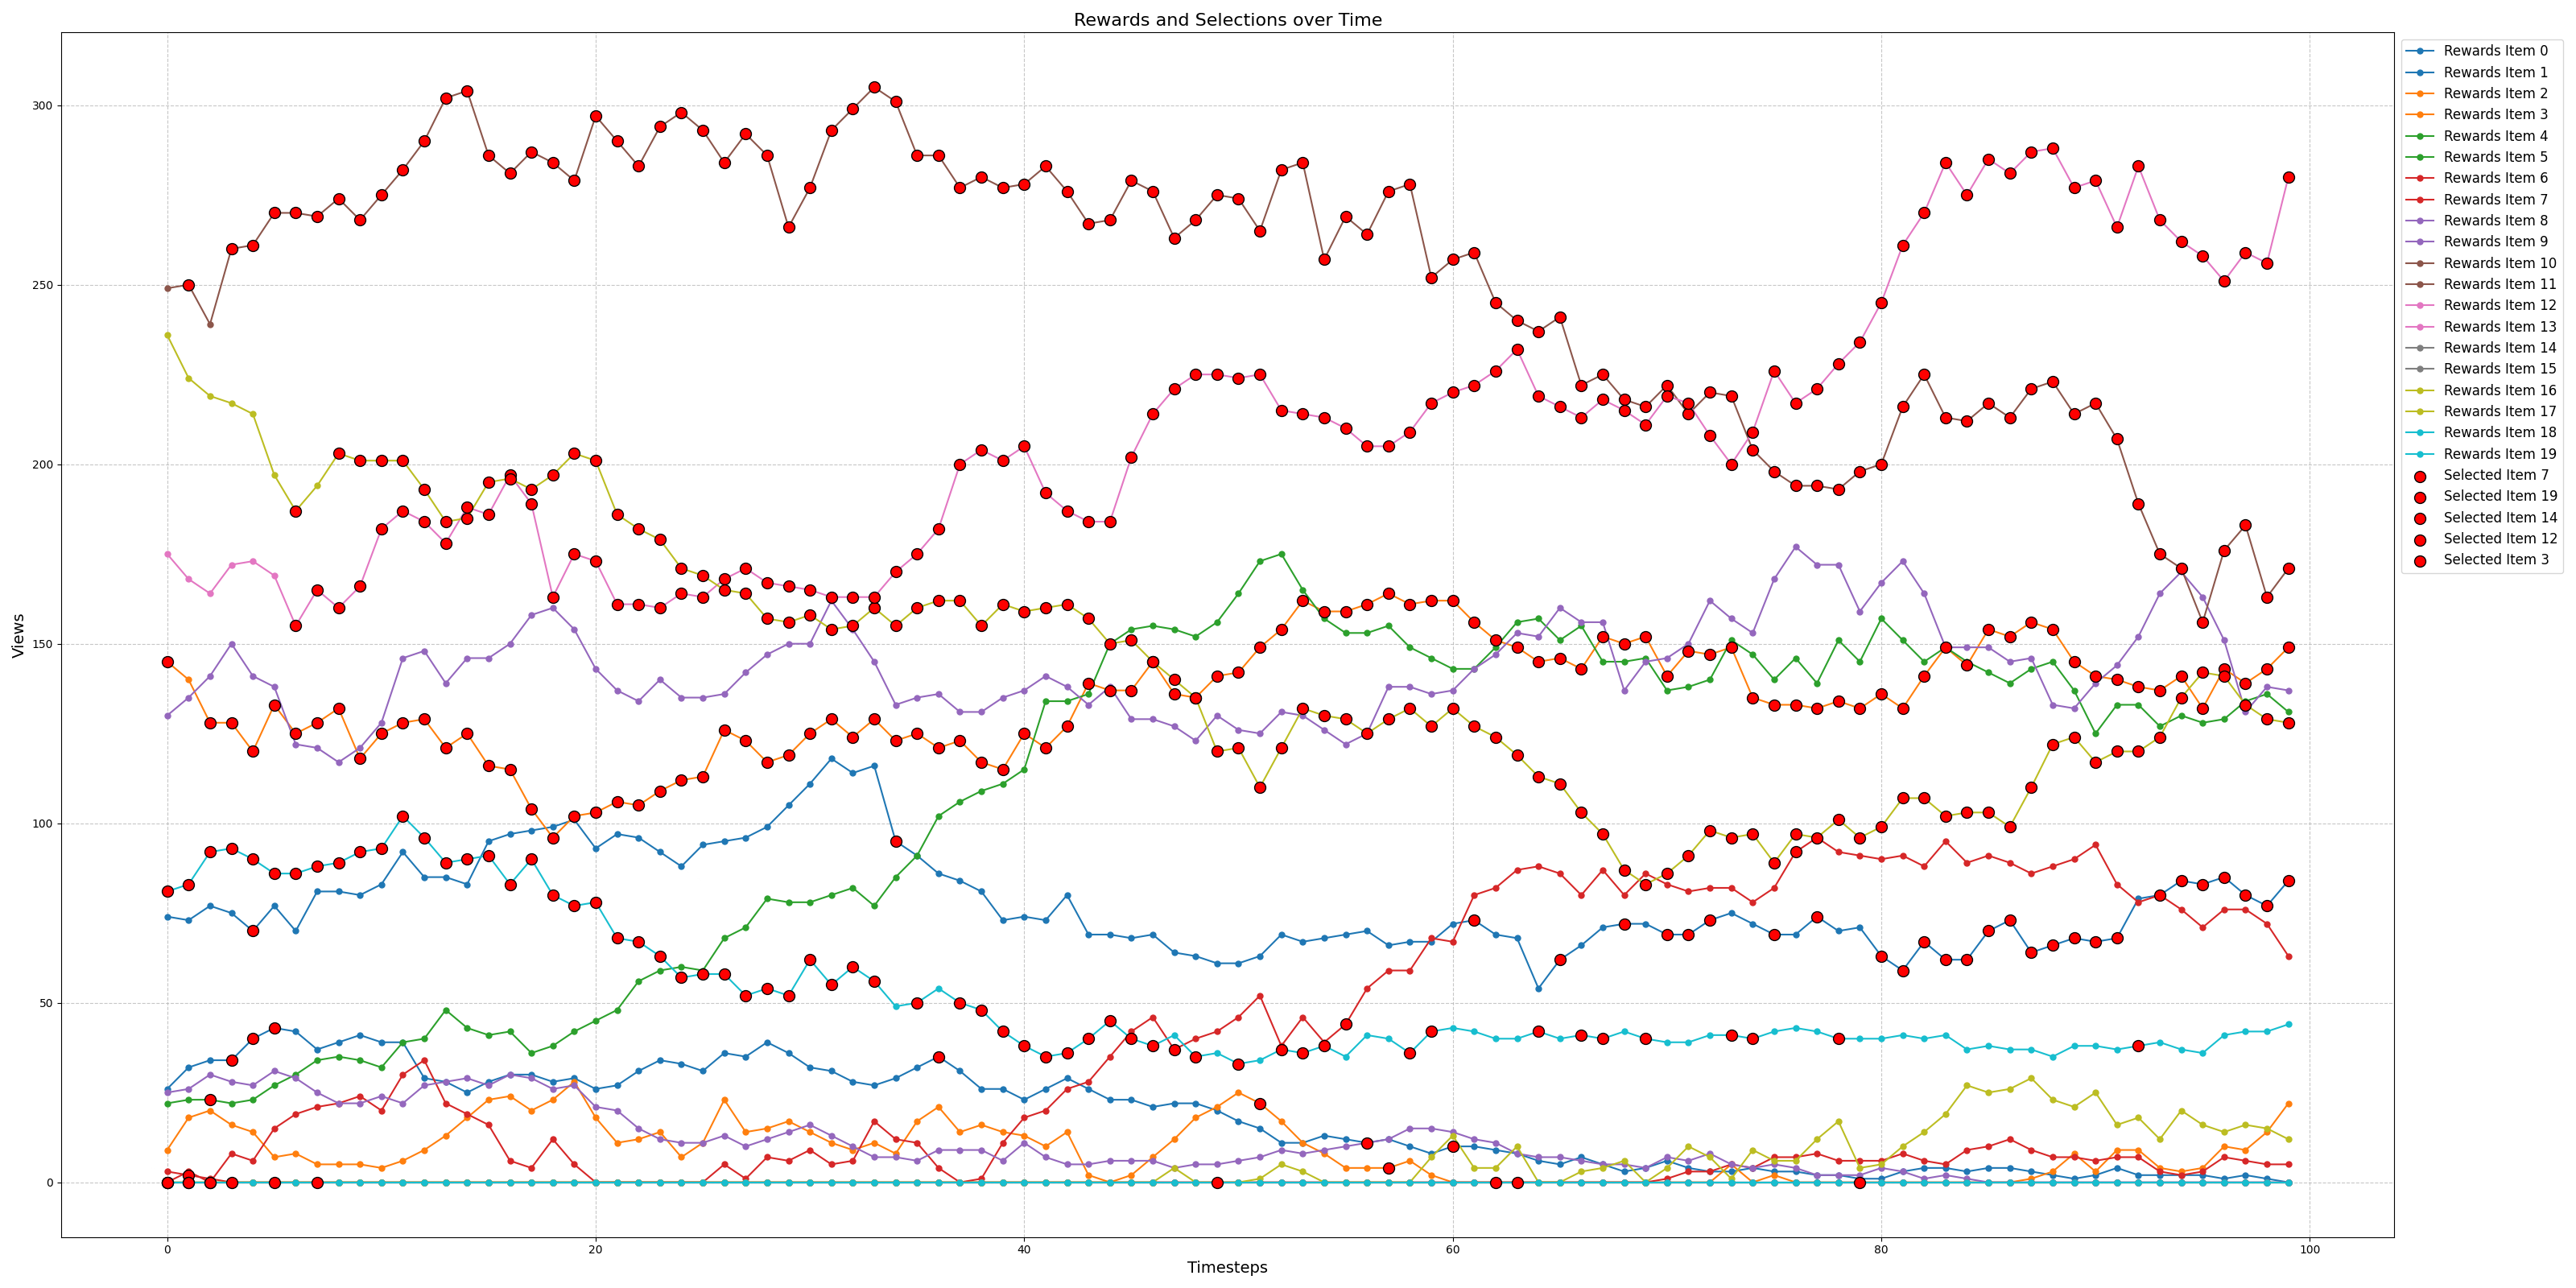 Rewards and Selections over Time
Views
300
250
200
150
100
50
0
0
20
40
60
80
100
Timesteps
Rewards Item 0
Rewards Item 1
Rewards Item 2
Rewards Item 3
Rewards Item 4
Rewards Item 5
Rewards Item 6
Rewards Item 7
Rewards Item 8
Rewards Item 9
Rewards Item 10
Rewards Item 11
Rewards Item 12
Rewards Item 13
Rewards Item 14
Rewards Item 15
Rewards Item 16
Rewards Item 17
Rewards Item 18
Rewards Item 19
Selected Item 7
Selected Item 19
Selected Item 14
Selected Item 12
Selected Item 3